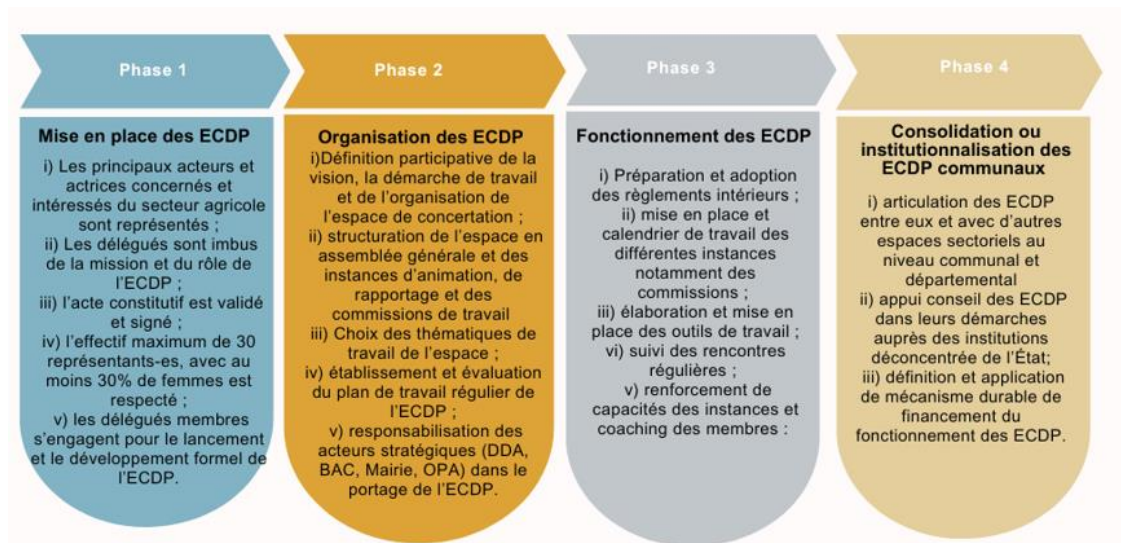 Phase 1
Mise en place des ECDP
i) Les principaux acteurs et
actrices concernés et
intéressés du secteur agricole
sont représentés ;
ii) Les délégués sont imbus
de la mission et du rôle de
l'ECDP ;
iii) l'acte constitutif est validé
et signé ;
iv) l'effectif maximum de 30
représentants-es, avec au
moins 30% de femmes est
respecté ;
v) les délégués membres
s'engagent pour le lancement
et le développement formel de
l'ECDP.
Phase 2
Organisation des ECDP
i)Définition participative de la
vision, la démarche de travail
et de l'organisation de
l'espace de concertation ;
ii) structuration de l'espace en
assemblée générale et des
instances d'animation, de
rapportage et des
commissions de travail
iii) Choix des thématiques de
travail de l'espace ;
iv) établissement et évaluation
du plan de travail régulier de
l'ECDP ;
v) responsabilisation des
acteurs stratégiques (DDA,
BAC, Mairie, OPA) dans le
portage de l'ECDP.
Phase 3
Fonctionnement des ECDP
i) Préparation et adoption
des règlements intérieurs ;
ii) mise en place et
calendrier de travail des
différentes instances
notamment des
commissions ;
iii) élaboration et mise en
place des outils de travail ;
vi) suivi des rencontres
régulières ;
v) renforcement de
capacités des instances et
coaching des membres :
Phase 4
Consolidation ou
institutionnalisation des
ECDP communaux
i) articulation des ECDP
entre eux et avec d'autres
espaces sectoriels au
niveau communal et
départemental
ii) appui conseil des ECDP
dans leurs démarches
auprès des institutions
déconcentrée de l'État;
iii) définition et application
de mécanisme durable de
financement du
fonctionnement des ECDP.